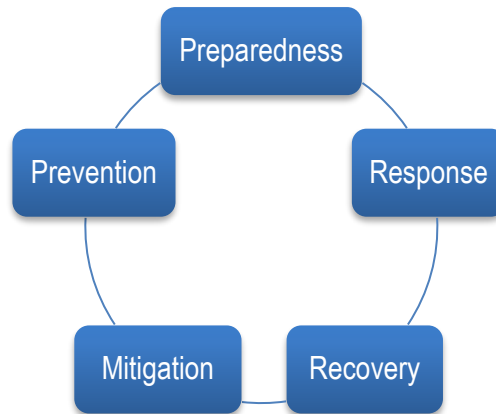 Preparedness
Prevention
Response
Mitigation
Recovery